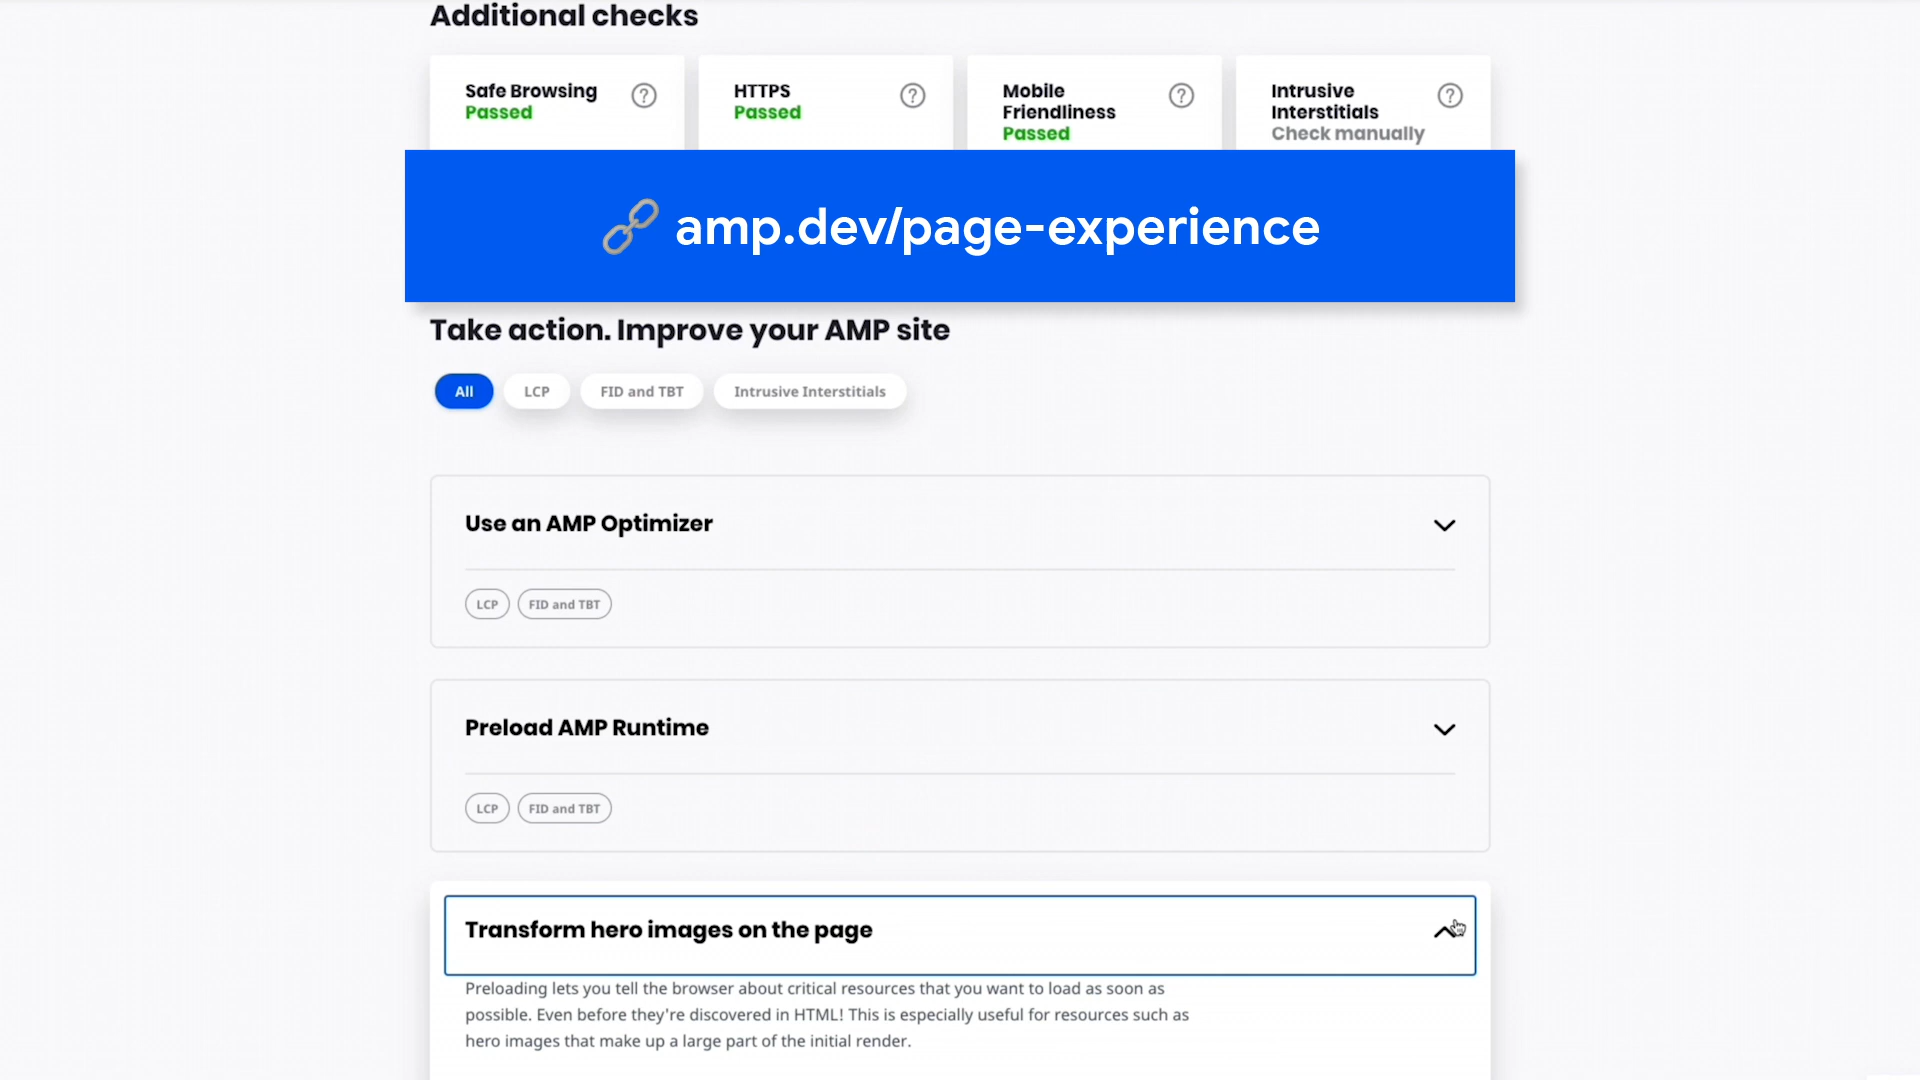 Additional checks
Safe Browsing
Passed
HTTPS
Passed
Mobile
Friendliness
Passed
Intrusive
Interstitials
Check manually
amp.dev/page-experience
Take action. Improve your AMP site
All
LCP
FID and TBT
Intrusive Interstitials
Use an AMP Optimizer
LCP
FID and TBT
Preload AMP Runtime
LCP
FID and TBT
Transform hero images on the page
Preloading lets you tell the browser about critical resources that you want to load as soon as
possible. Even before they're discovered in HTML! This is especially useful for resources such as
hero images that make up a large part of the initial render.